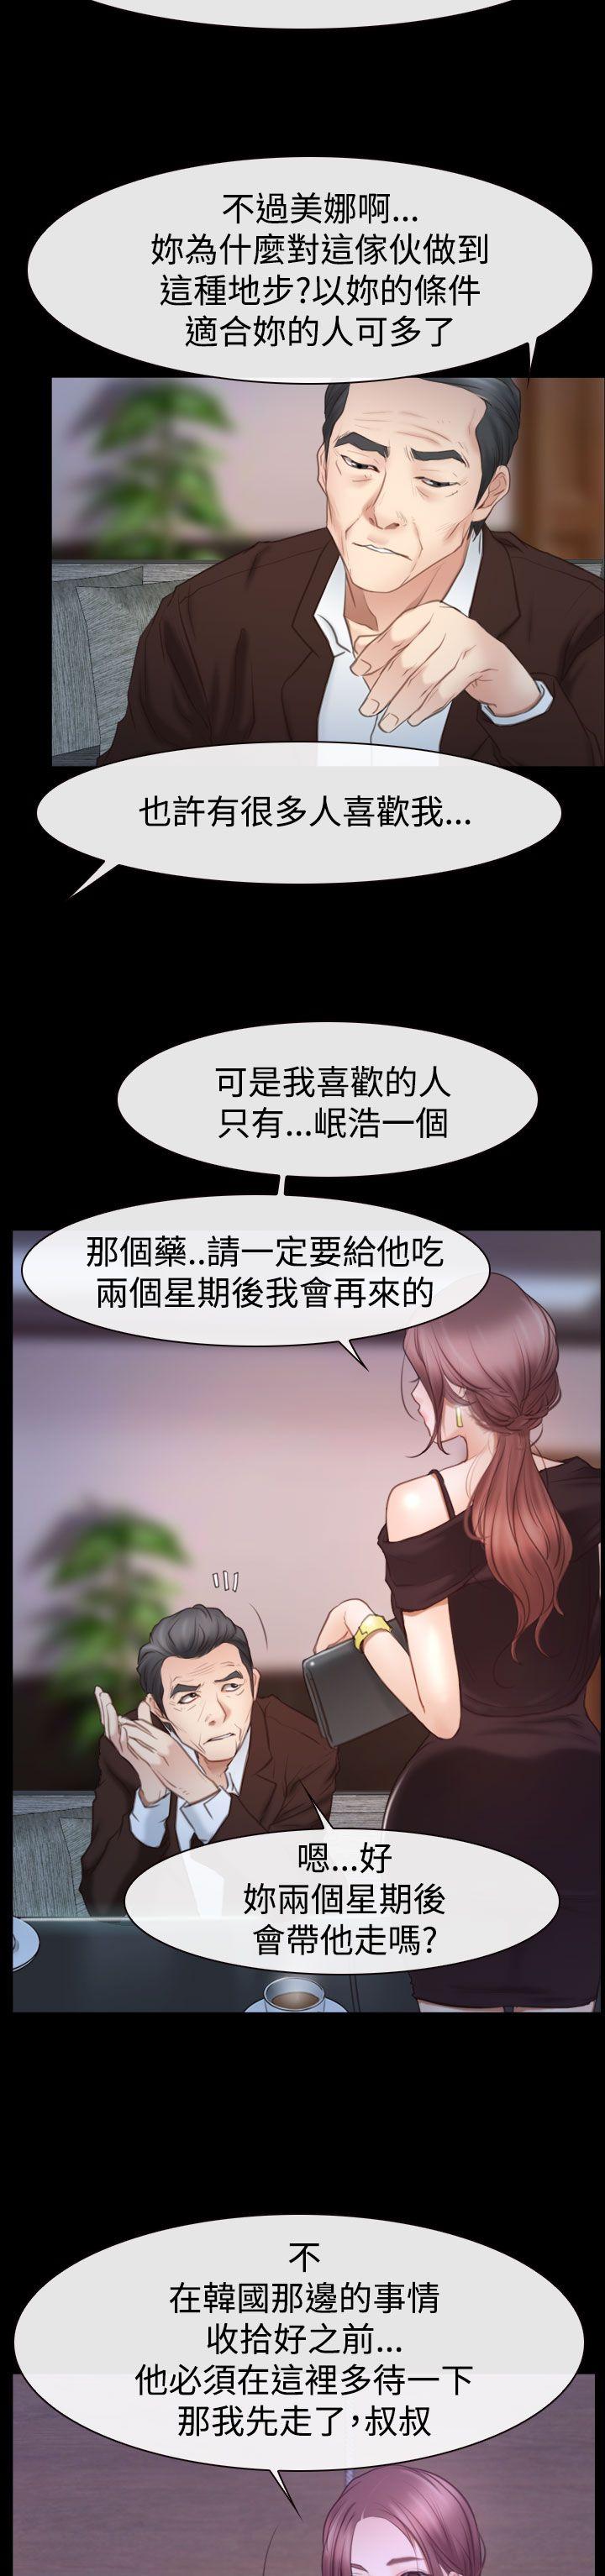 不過美娜啊...
妳為什麼對這傢伙做到
這種地步?以妳的條件
適合妳的人可多了
也許有很多人喜歡我...
可是我喜歡的人
只有...岷浩一個
那個藥..請一定要給他吃
兩個星期後我會再來的
嗯...好
妳兩個星期後
會帶他走嗎?
不
在韓國那邊的事情
收拾好之前...
他必須在這裡多待一下
那我先走了,叔叔